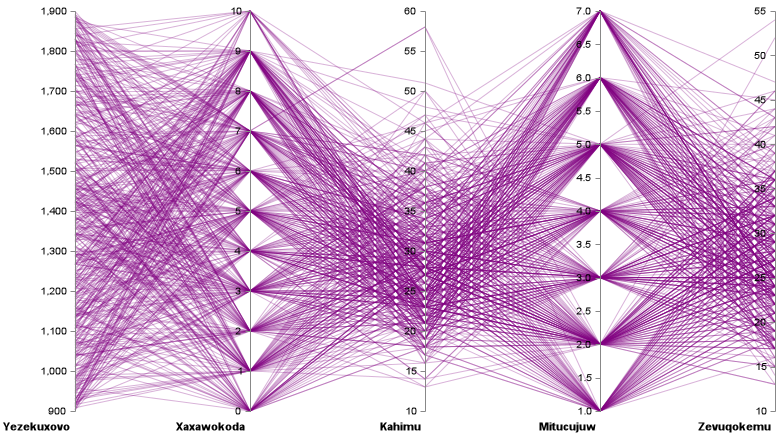 1,900 10 60 7.0 55
1,800 9 55 6.5 50
1,700 8 50 6.0 45
1,600 7 45 5.5 40
1,500 6 40 5.0 35
1,400 5 35 4.5 30
1,300 4 30 4.0 25
1,200 3 25 3.5 20
1,100 2 20 3.0 15
1,000 1 15 2.5 10
900 0 10 2.0
1.5
1.0
Yezekuxovo Xaxawokoda Kahimu Mitucujuw Zevuqokemu